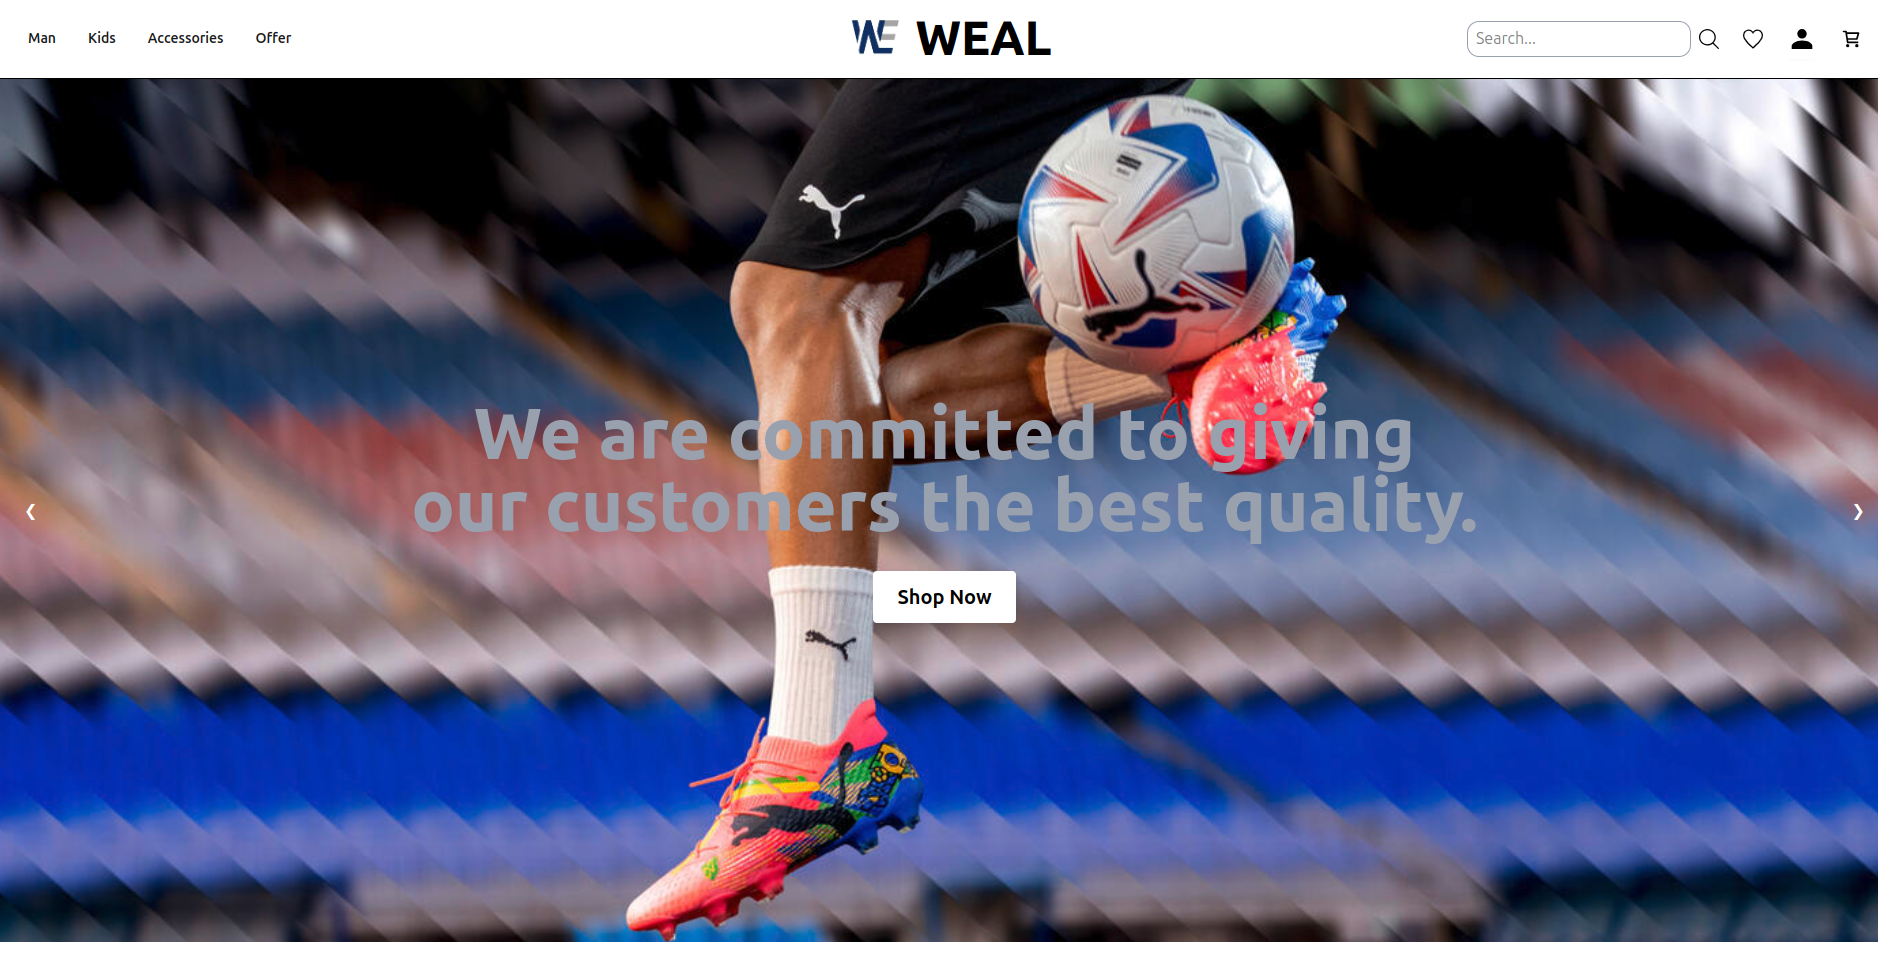 Man
Kids
Accessories
Offer
WE WEAL
Search...
We are committed to giving
our customers the best quality.
Shop Now